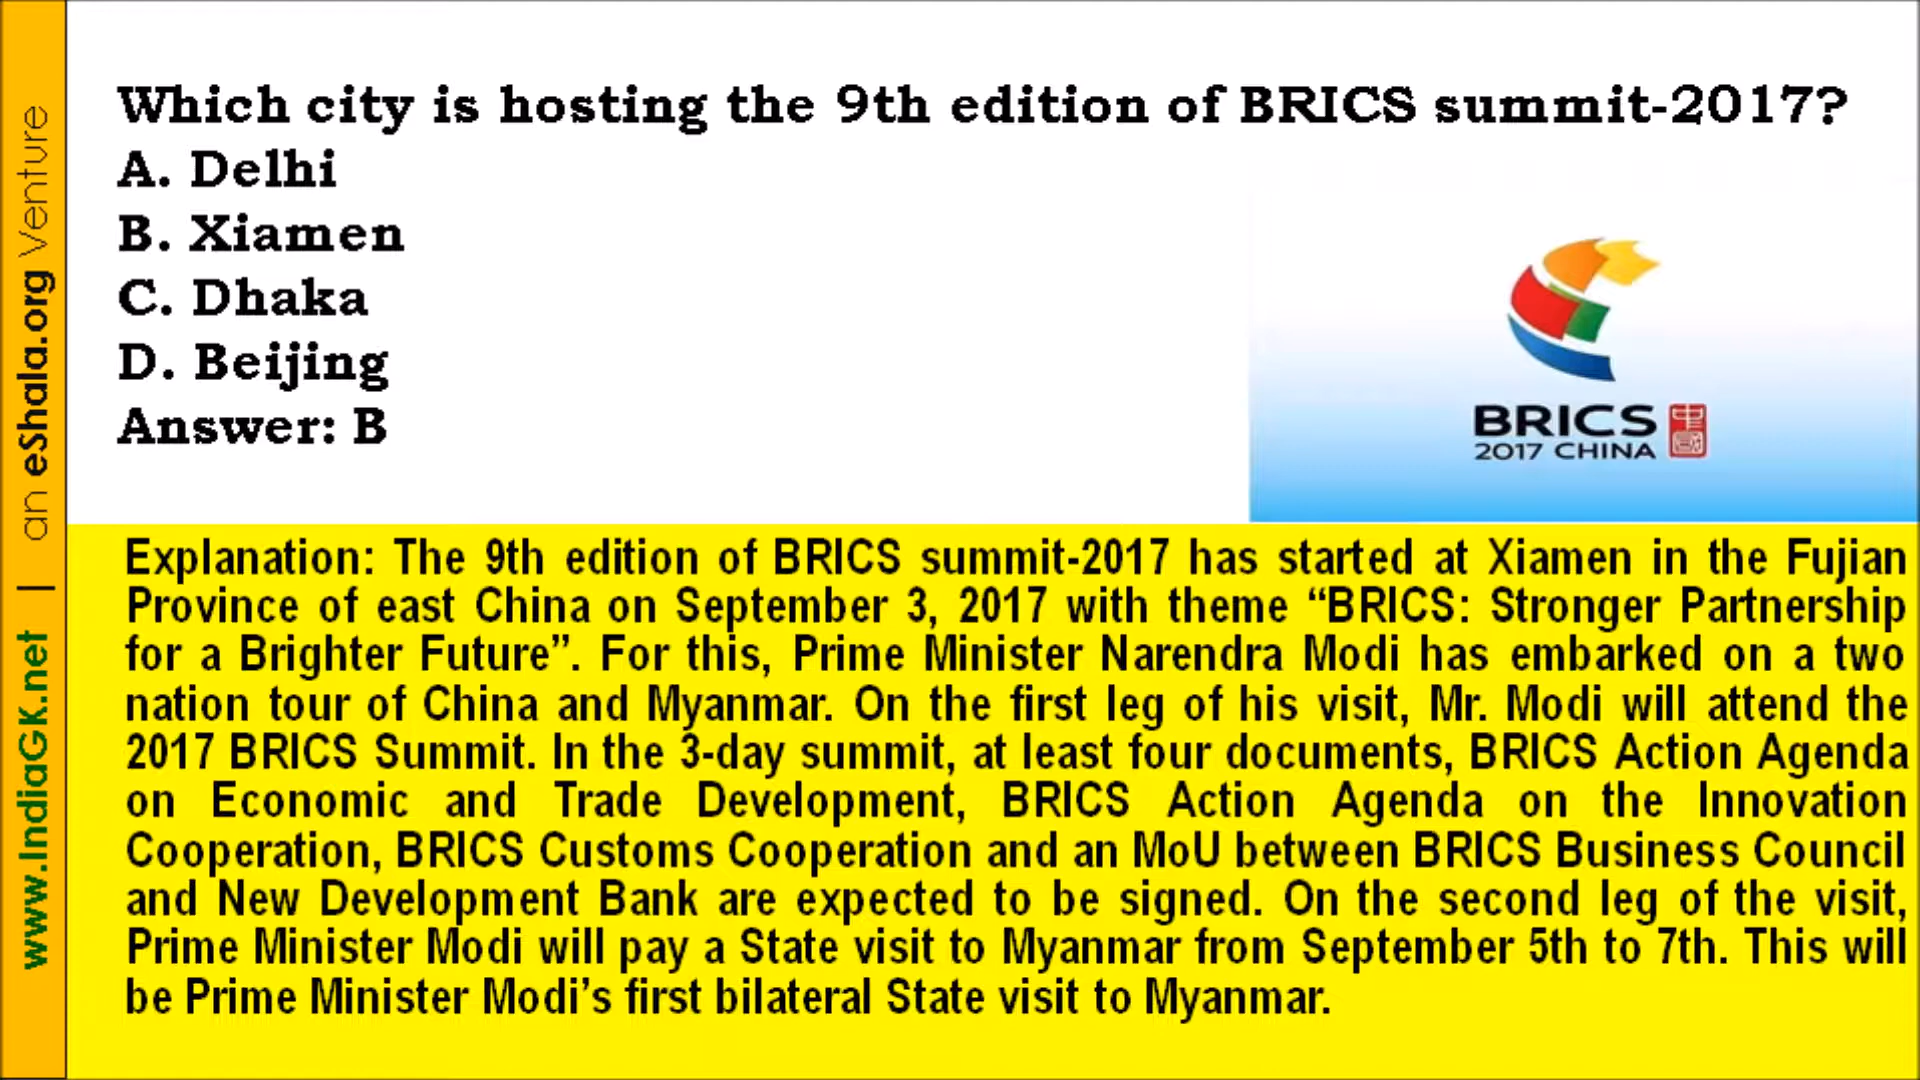 Which city is hosting the 9th edition of BRICS summit-2017?
A. Delhi
B. Xiamen
C. Dhaka
D. Beijing
Answer: B
BRICS
2017 CHINA
Explanation: The 9th edition of BRICS summit-2017 has started at Xiamen in the Fujian
Province of east China on September 3, 2017 with theme “BRICS: Stronger Partnership
for a Brighter Future”. For this, Prime Minister Narendra Modi has embarked on a two
nation tour of China and Myanmar. On the first leg of his visit, Mr. Modi will attend the
2017 BRICS Summit. In the 3-day summit, at least four documents, BRICS Action Agenda
on Economic and Trade Development, BRICS Action Agenda on the Innovation
Cooperation, BRICS Customs Cooperation and an MoU between BRICS Business Council
and New Development Bank are expected to be signed. On the second leg of the visit,
Prime Minister Modi will pay a State visit to Myanmar from September 5th to 7th. This will
be Prime Minister Modi’s first bilateral State visit to Myanmar.
www.IndiaGK.net | an eShala.org Venture